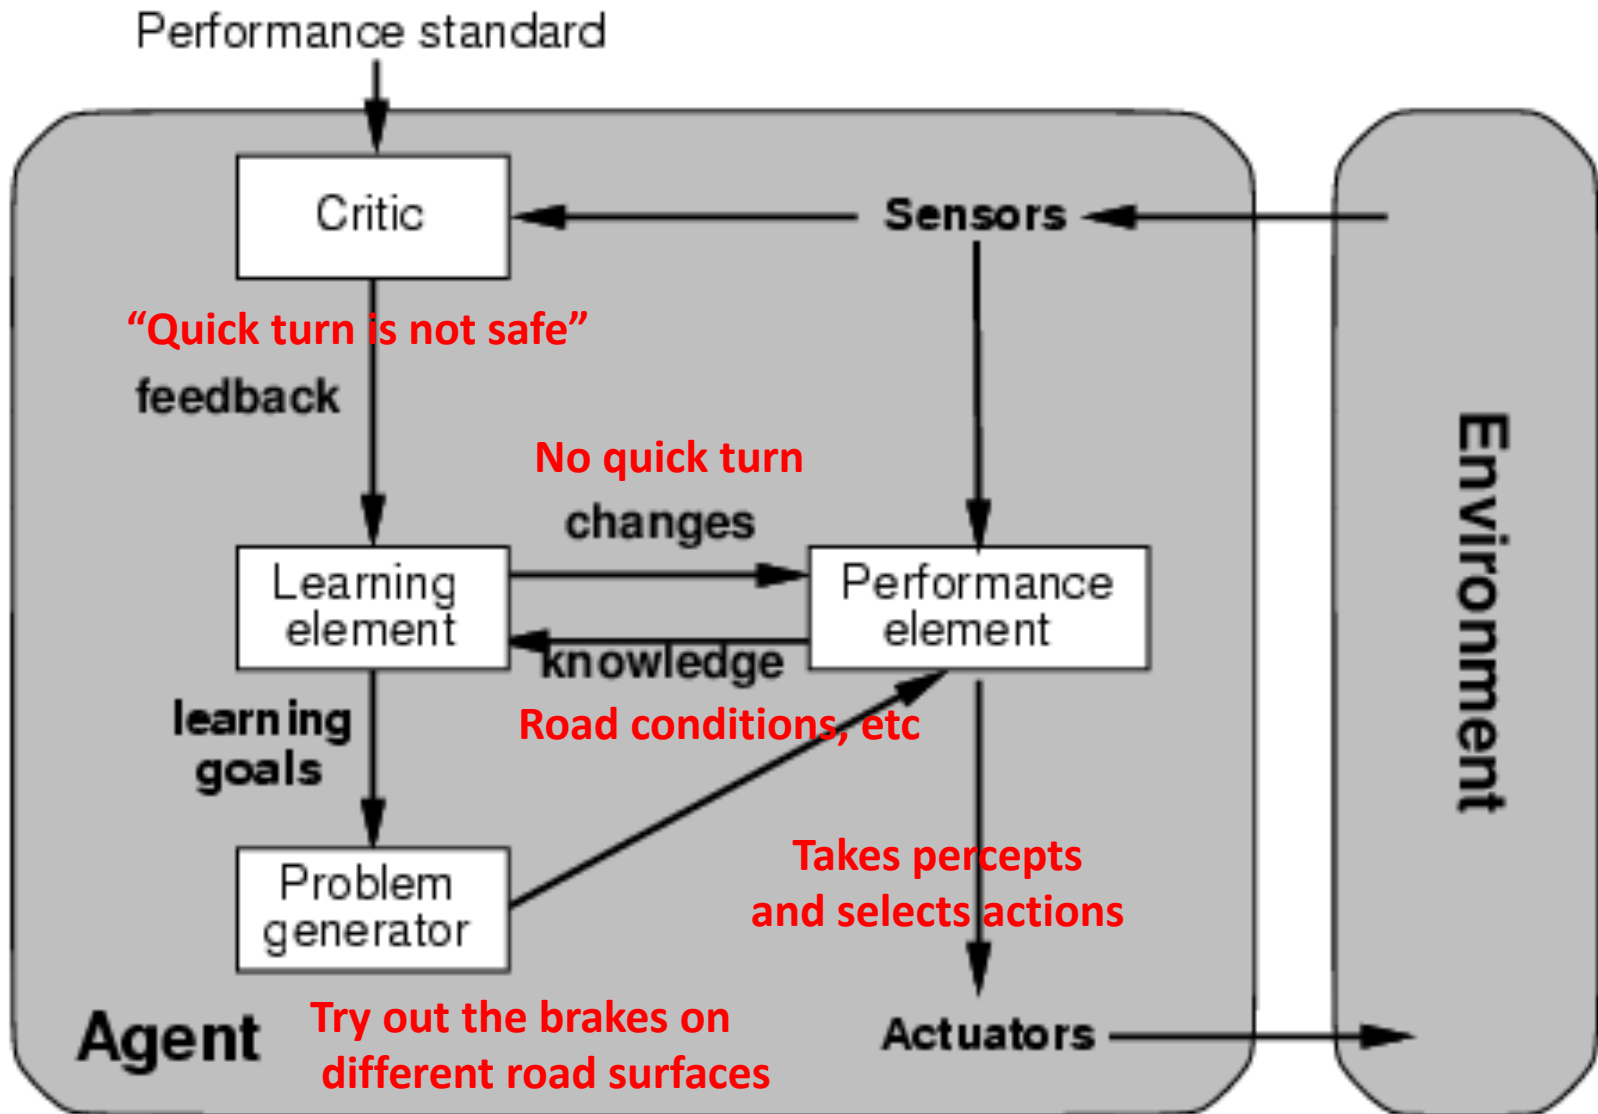 Performance standard
Critic
Sensors
“Quick turn is not safe”
feedback
No quick turn
changes
Learning
element
Performance
element
knowledge
Road conditions, etc
learning
goals
Problem
generator
Takes percepts
and selects actions
Try out the brakes on
different road surfaces
Agent
Actuators
Environment